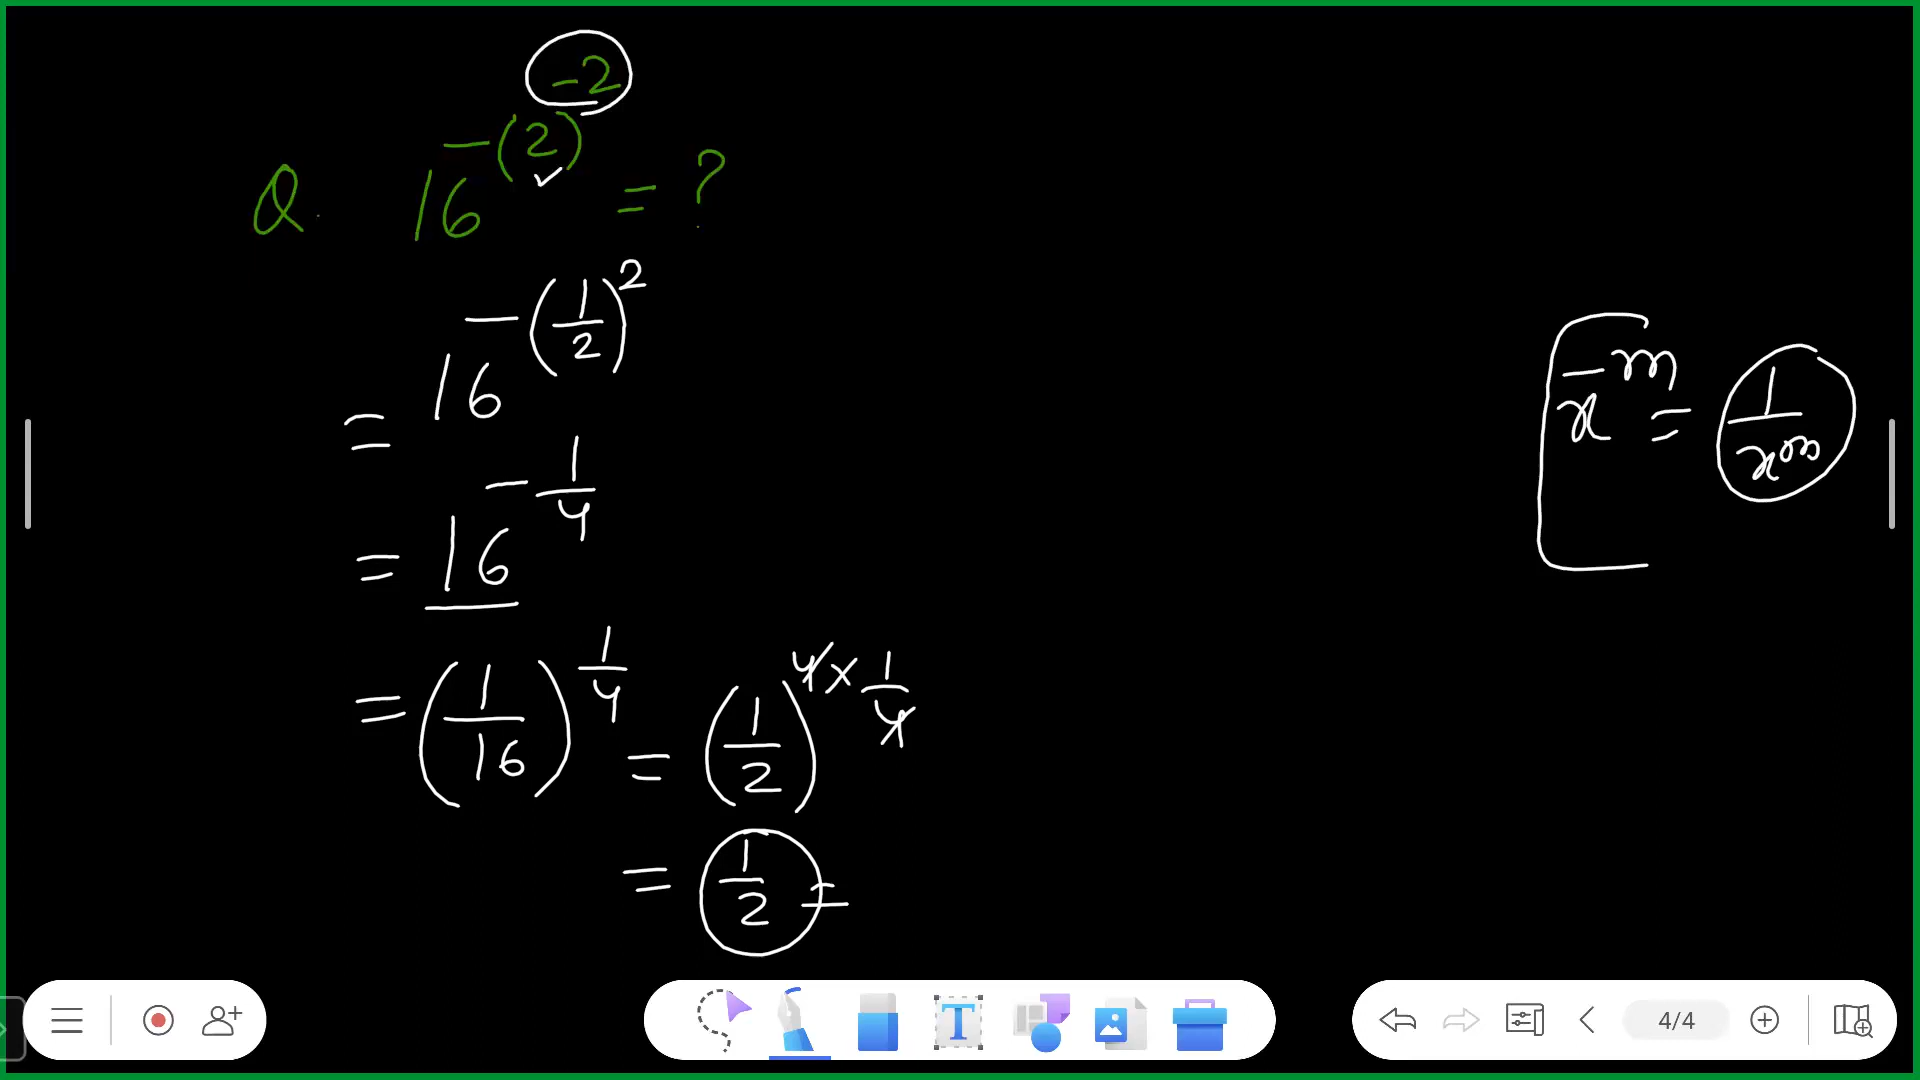 Q. 16^{-(2)^{-2}} = ?
= 16^{-(1/2)^2}
= 16^{-1/4}
= (1/16)^{1/4} = (1/2)^{4×1/4}
= 1/2 =
x^{-m} = 1/x^m
4/4
T